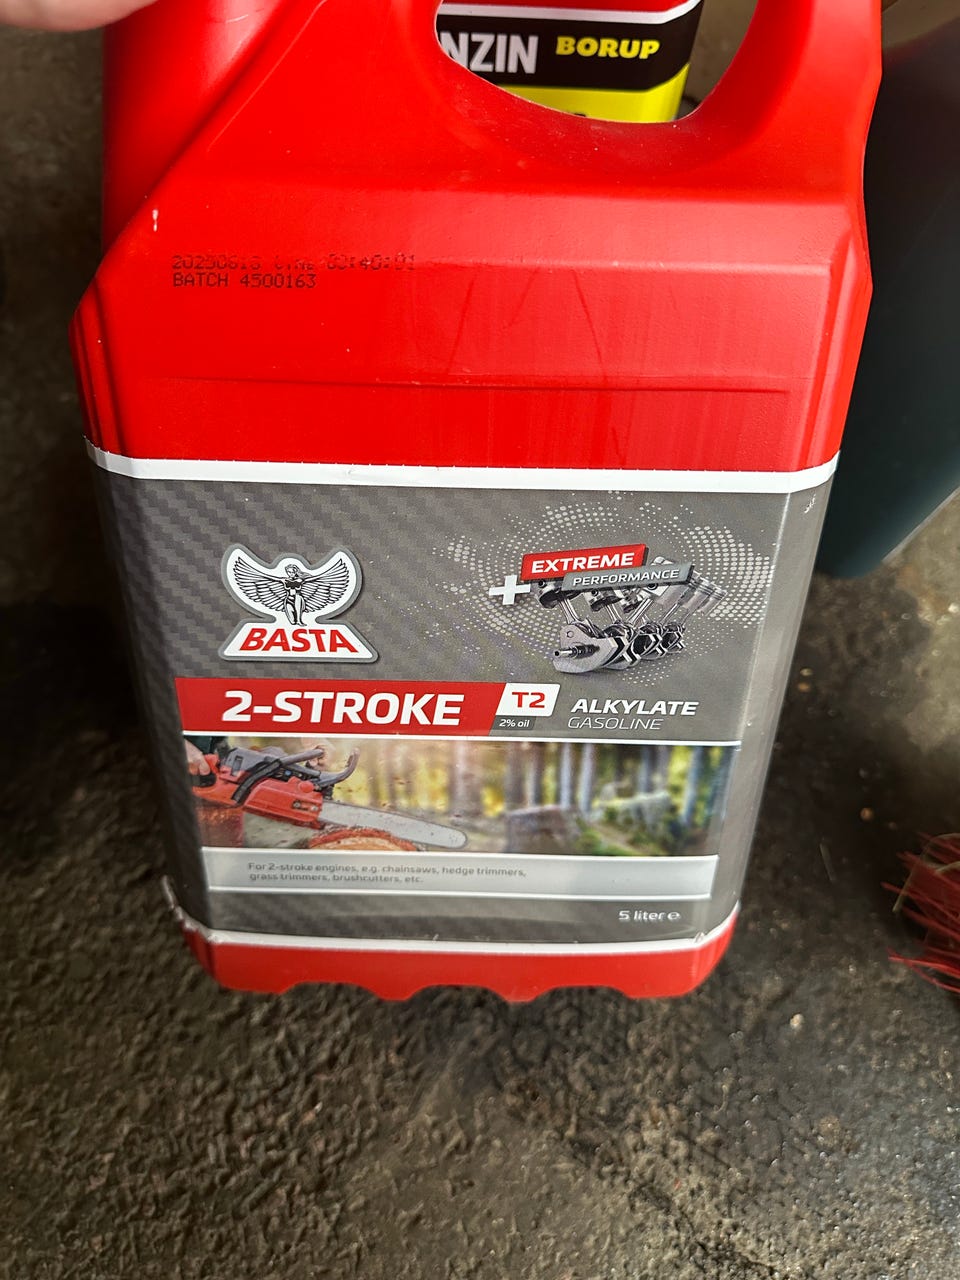 NZIN BORUP
BATCH 4500163
EXTREME
+ PERFORMANCE
BASTA
2-STROKE
T2
2% oil
ALKYLATE
GASOLINE
For 2-stroke engines, e.g. chainsaws, hedge trimmers,
grass trimmers, brushcutters, etc.
5 liter ℮